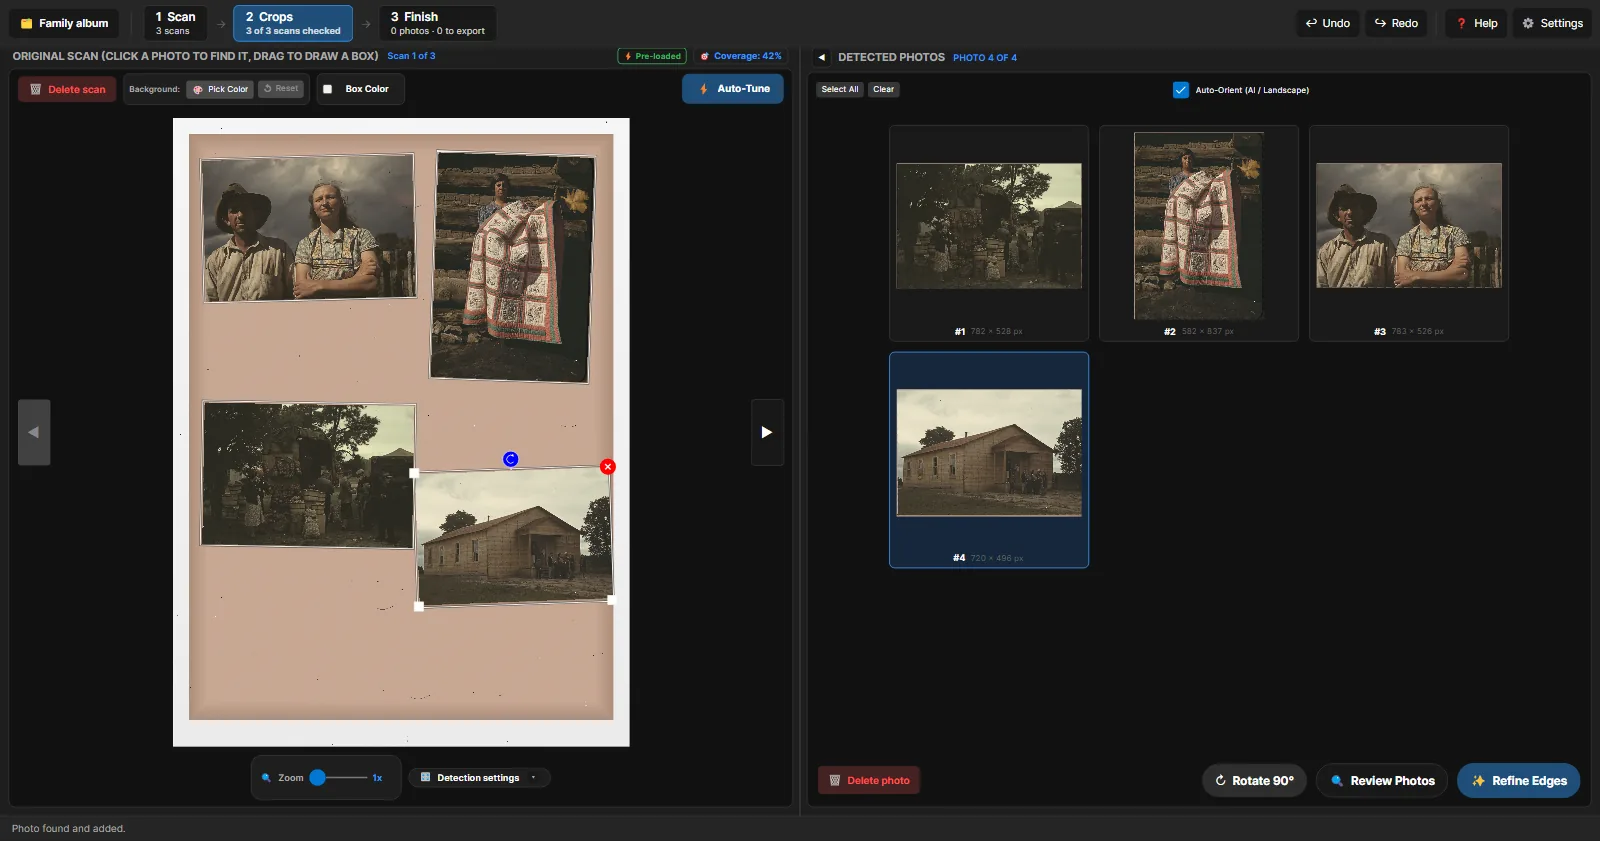 Family album
1 Scan
3 scans
2 Crops
3 of 3 scans checked
3 Finish
0 photos · 0 to export
Undo
Redo
Help
Settings
ORIGINAL SCAN (CLICK A PHOTO TO FIND IT, DRAG TO DRAW A BOX) Scan 1 of 3
Pre-loaded
Coverage: 42%
DETECTED PHOTOS PHOTO 4 OF 4
Delete scan
Background: Pick Color Reset
Box Color
Auto-Tune
Select All Clear
Auto-Orient (AI / Landscape)
#1 782 × 528 px
#2 582 × 837 px
#3 783 × 526 px
#4 720 × 496 px
Zoom 1x
Detection settings
Delete photo
Rotate 90°
Review Photos
Refine Edges
Photo found and added.